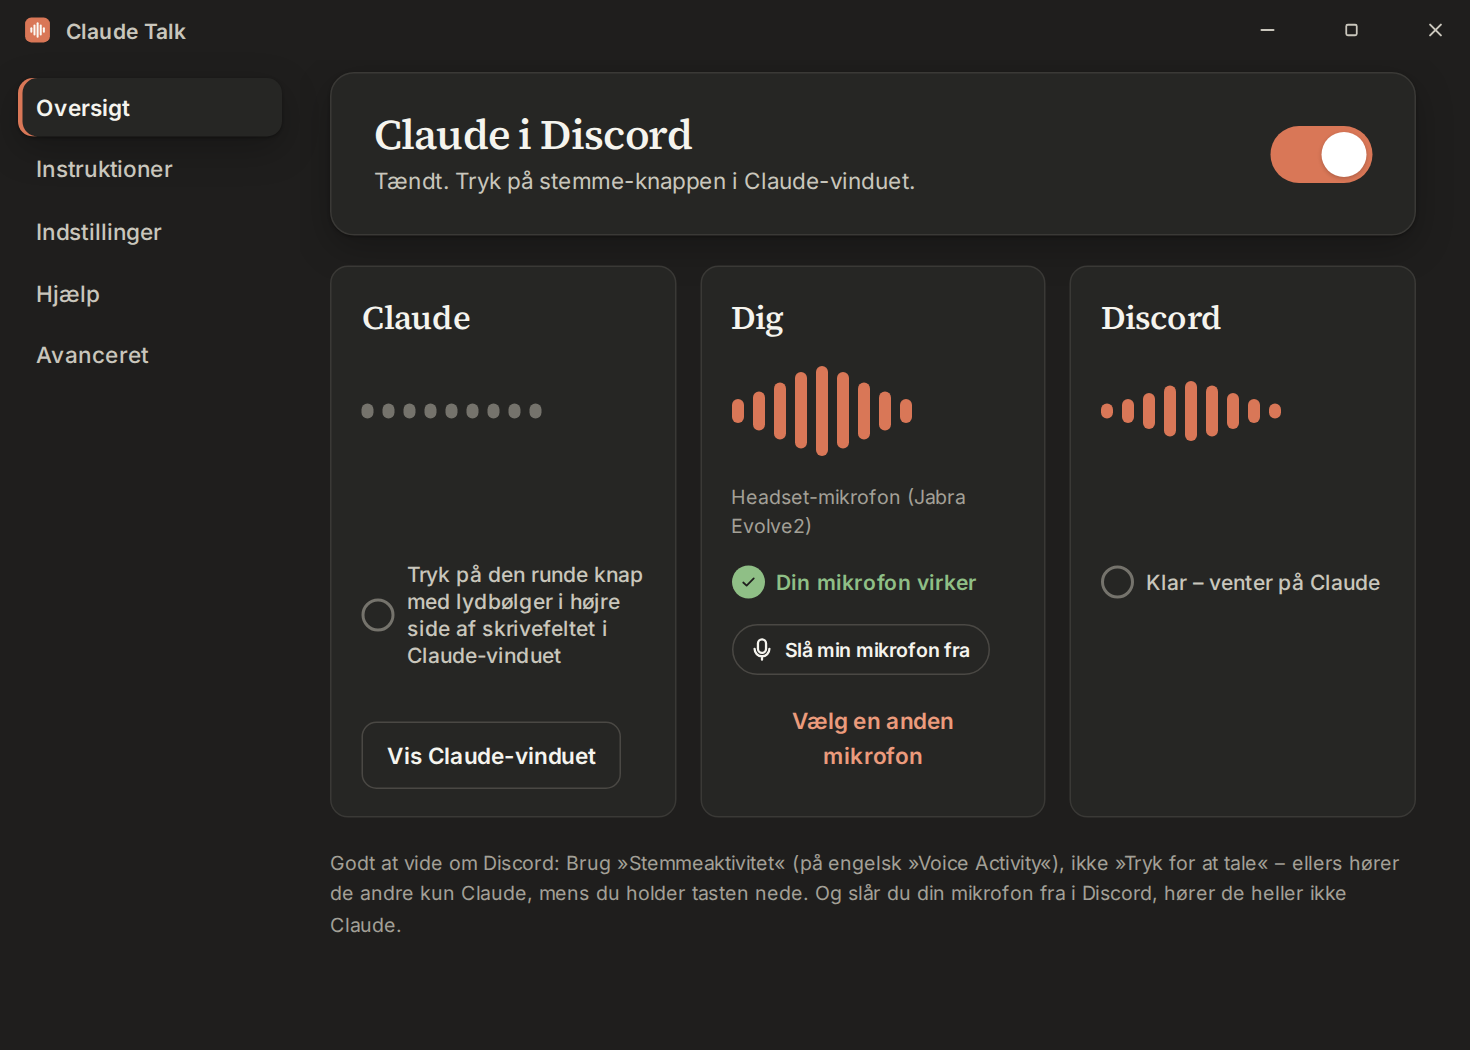 Claude Talk
Oversigt
Instruktioner
Indstillinger
Hjælp
Avanceret
Claude i Discord
Tændt. Tryk på stemme-knappen i Claude-vinduet.
Claude
Tryk på den runde knap
med lydbølger i højre
side af skrivefeltet i
Claude-vinduet
Vis Claude-vinduet
Dig
Headset-mikrofon (Jabra
Evolve2)
Din mikrofon virker
Slå min mikrofon fra
Vælg en anden
mikrofon
Discord
Klar – venter på Claude
Godt at vide om Discord: Brug »Stemmeaktivitet« (på engelsk »Voice Activity«), ikke »Tryk for at tale« – ellers hører
de andre kun Claude, mens du holder tasten nede. Og slår du din mikrofon fra i Discord, hører de heller ikke
Claude.